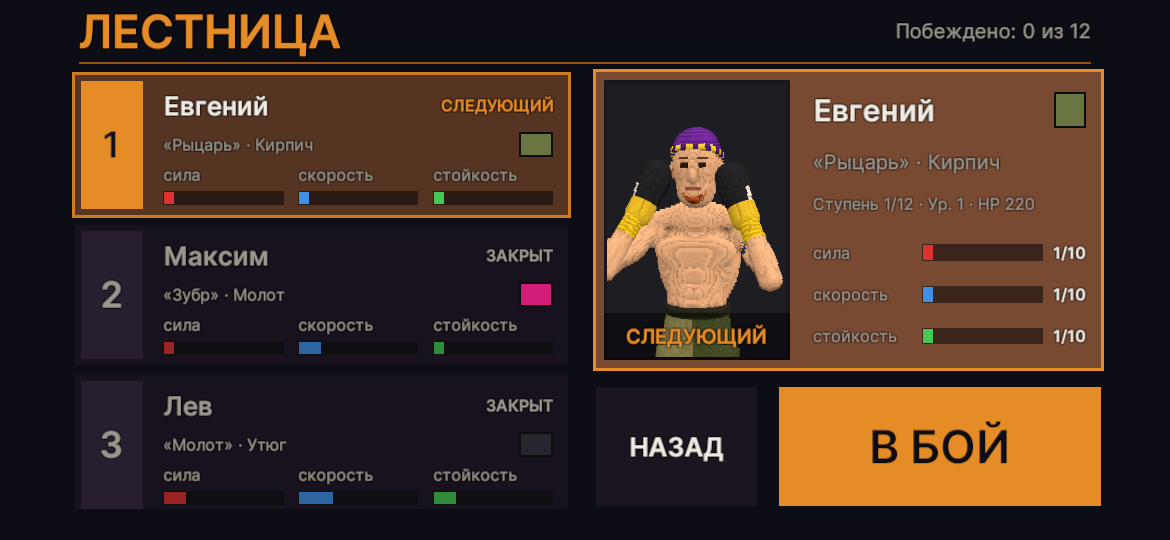 ЛЕСТНИЦА
Побеждено: 0 из 12
1
Евгений
СЛЕДУЮЩИЙ
«Рыцарь» · Кирпич
сила
скорость
стойкость
2
Максим
ЗАКРЫТ
«Зубр» · Молот
сила
скорость
стойкость
3
Лев
ЗАКРЫТ
«Молот» · Утюг
сила
скорость
стойкость
СЛЕДУЮЩИЙ
Евгений
«Рыцарь» · Кирпич
Ступень 1/12 · Ур. 1 · HP 220
сила 1/10
скорость 1/10
стойкость 1/10
НАЗАД
В БОЙ